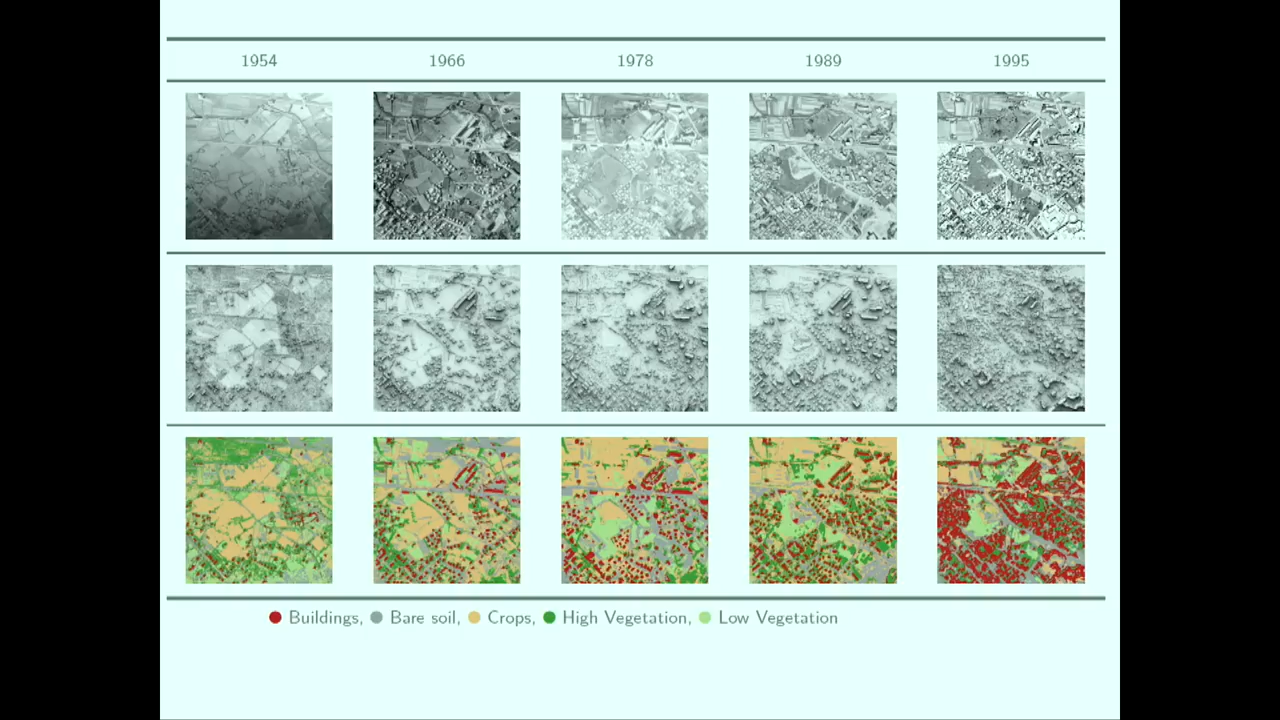 1954 1966 1978 1989 1995
Buildings, Bare soil, Crops, High Vegetation, Low Vegetation